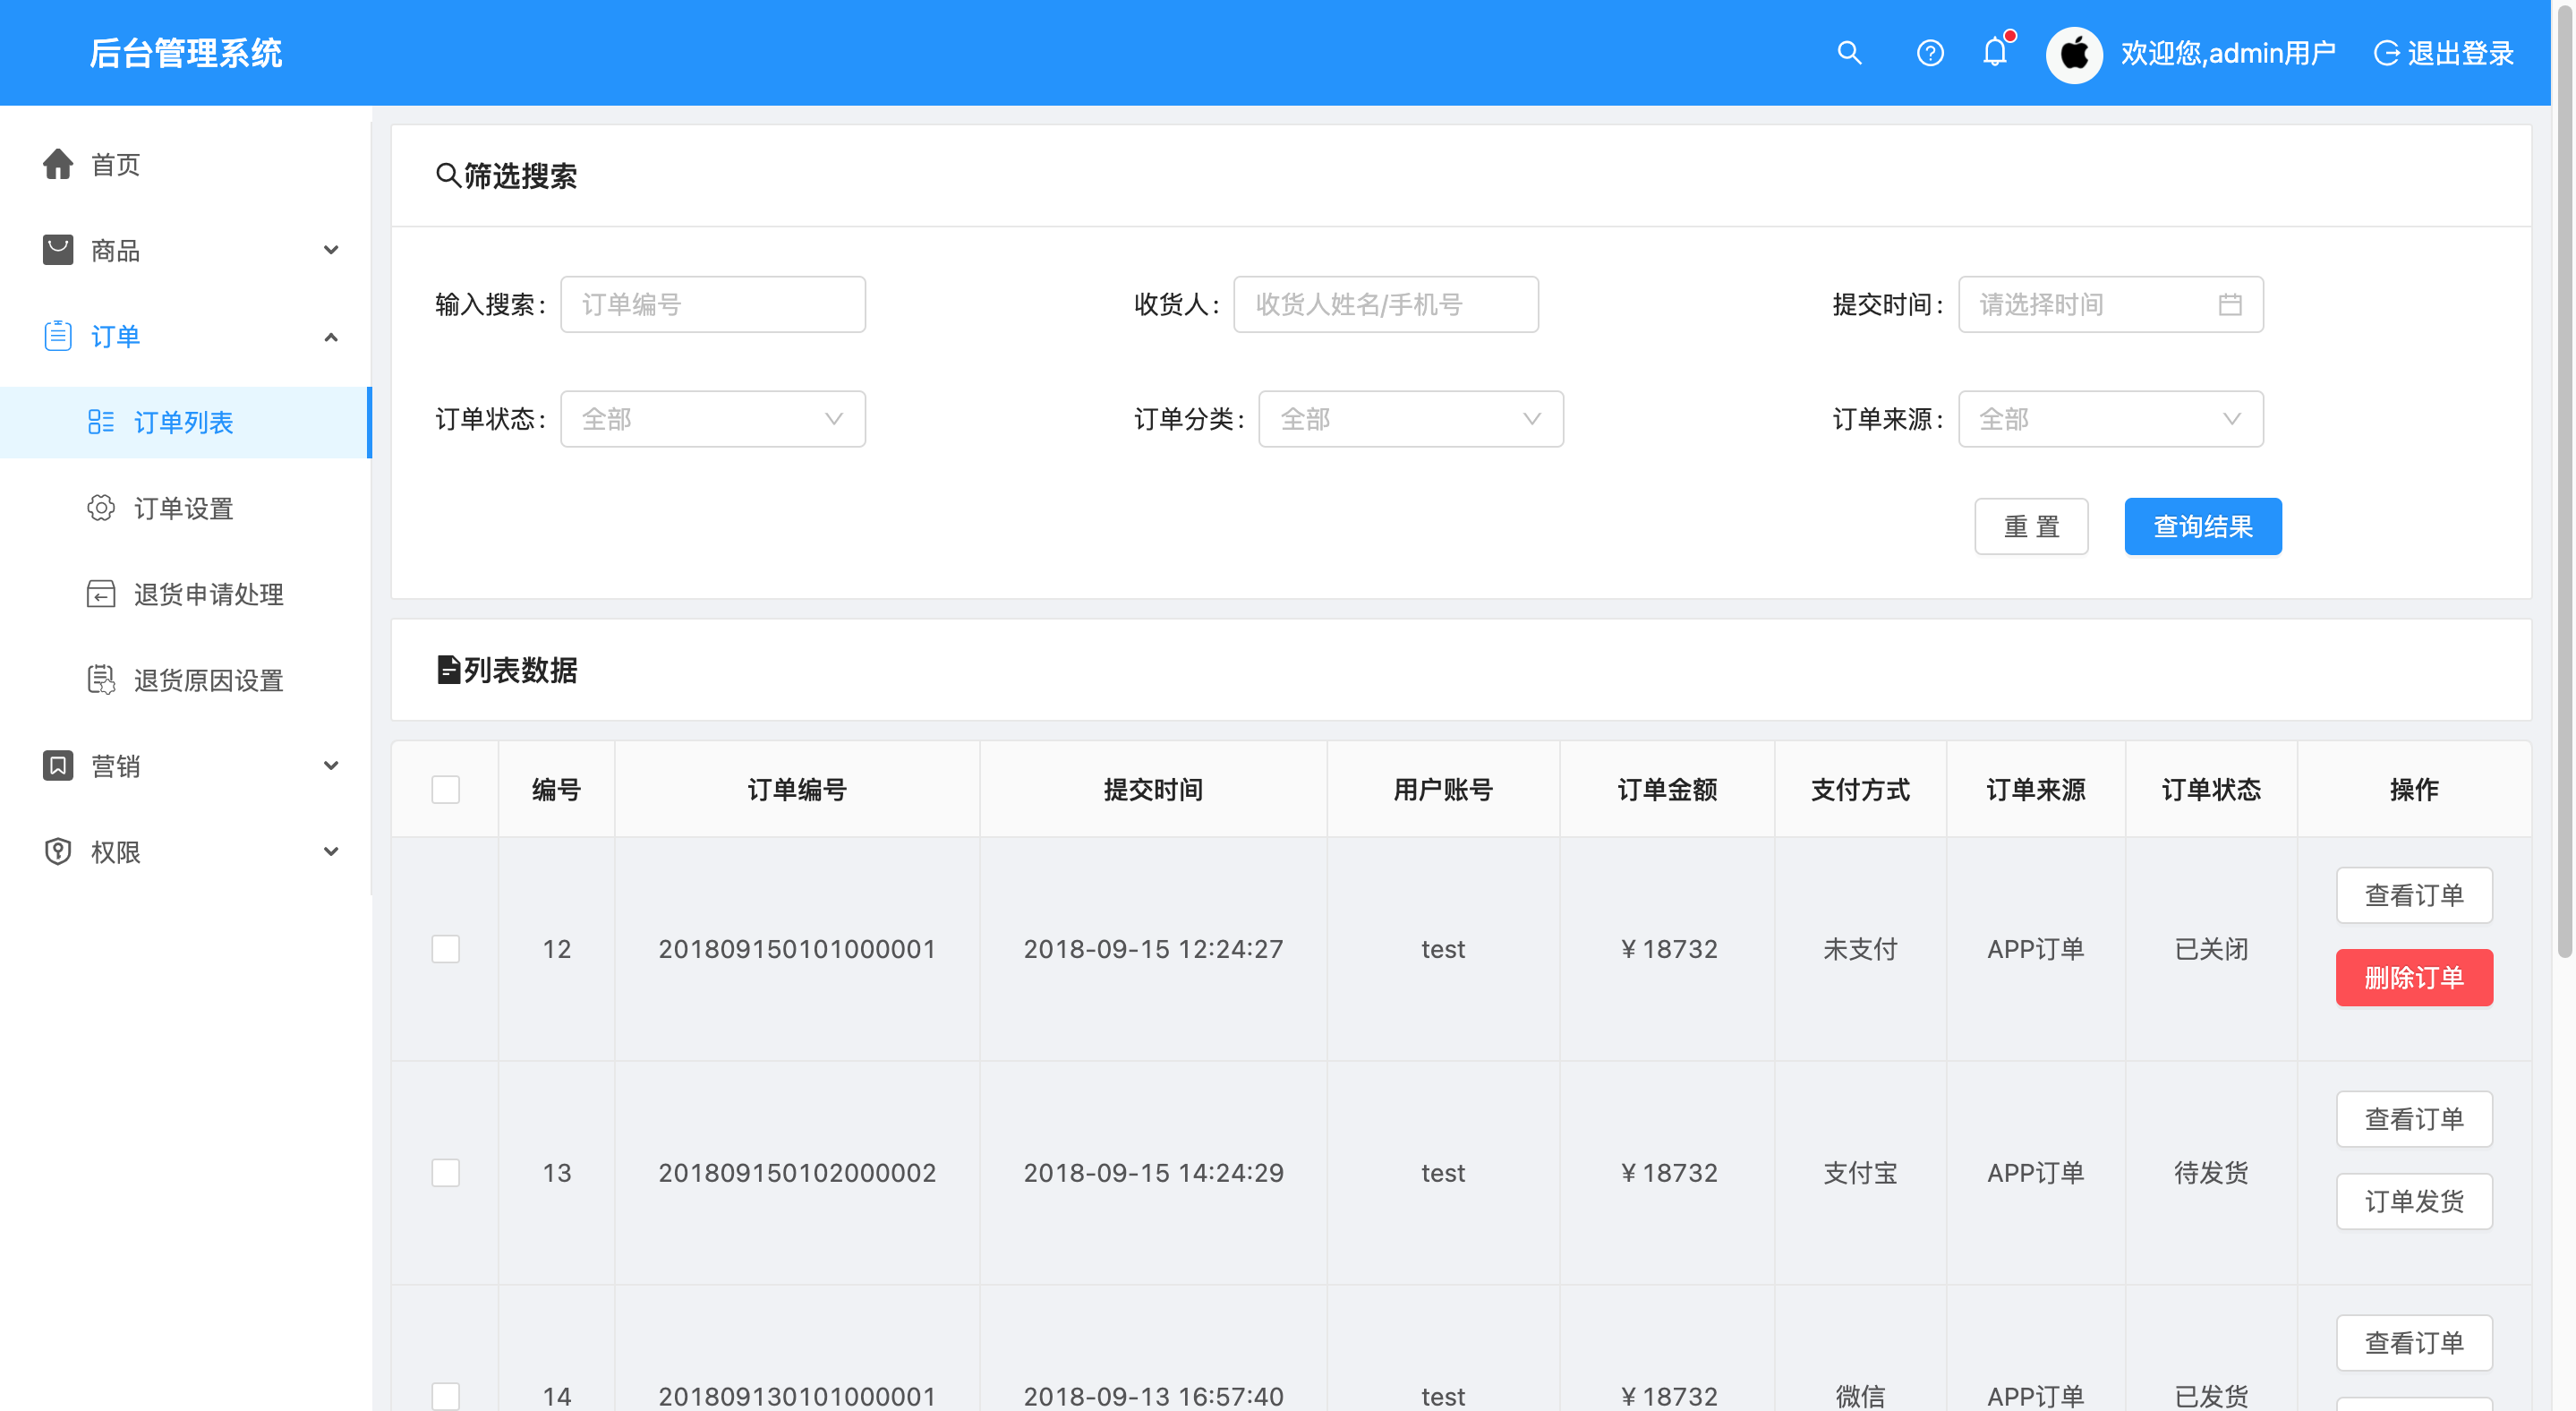 后台管理系统
欢迎您,admin用户
退出登录
首页
商品
订单
订单列表
订单设置
退货申请处理
退货原因设置
营销
权限
筛选搜索
输入搜索: 订单编号 收货人: 收货人姓名/手机号 提交时间: 请选择时间
订单状态: 全部 订单分类: 全部 订单来源: 全部
重 置 查询结果
列表数据
编号 订单编号 提交时间 用户账号 订单金额 支付方式 订单来源 订单状态 操作
12 201809150101000001 2018-09-15 12:24:27 test ¥ 18732 未支付 APP订单 已关闭 查看订单
删除订单
13 201809150102000002 2018-09-15 14:24:29 test ¥ 18732 支付宝 APP订单 待发货 查看订单
订单发货
14 201809130101000001 2018-09-13 16:57:40 test ¥ 18732 微信 APP订单 已发货 查看订单